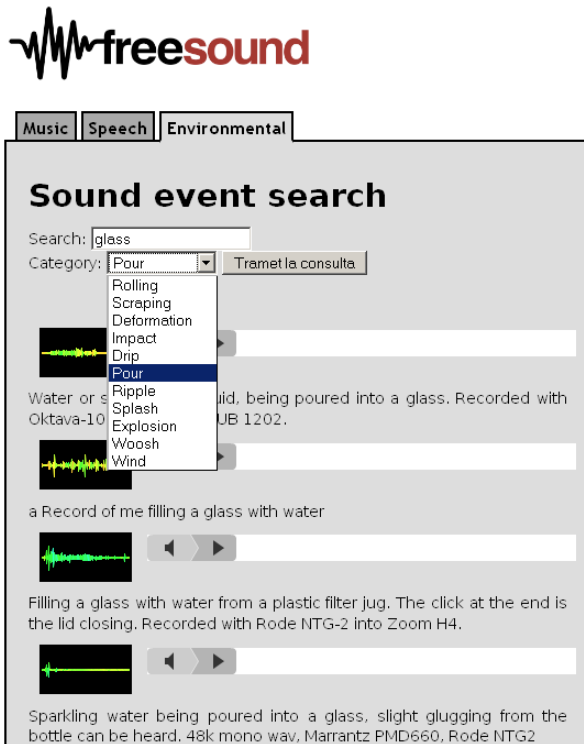 freesound
Music Speech Environmental
Sound event search
Search: glass
Category: Pour Tramet la consulta
Rolling
Scraping
Deformation
Impact
Drip
Pour
Ripple
Splash
Explosion
Woosh
Wind
Water or s uid, being poured into a glass. Recorded with
Oktava-10 UB 1202.
a Record of me filling a glass with water
Filling a glass with water from a plastic filter jug. The click at the end is
the lid closing. Recorded with Rode NTG-2 into Zoom H4.
Sparkling water being poured into a glass, slight glugging from the
bottle can be heard. 48k mono wav, Marrantz PMD660, Rode NTG2